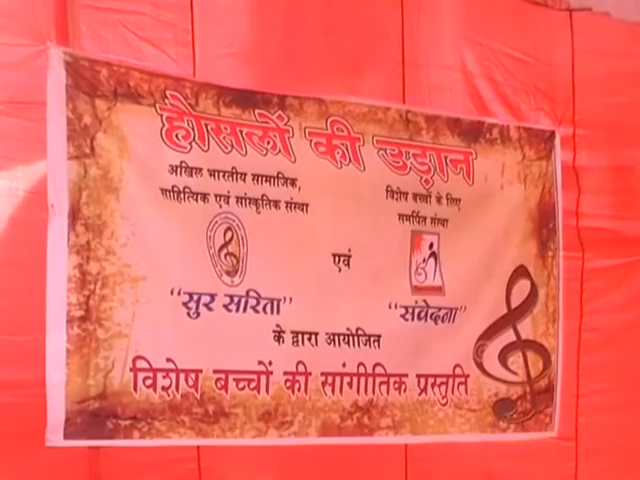 हौसलों की उड़ान
अखिल भारतीय सामाजिक,
साहित्यिक एवं सांस्कृतिक संस्था
विशेष बच्चों के लिए
समर्पित संस्था
एवं
"सुर सरिता"
"संवेदना"
के द्वारा आयोजित
विशेष बच्चों की सांगीतिक प्रस्तुति